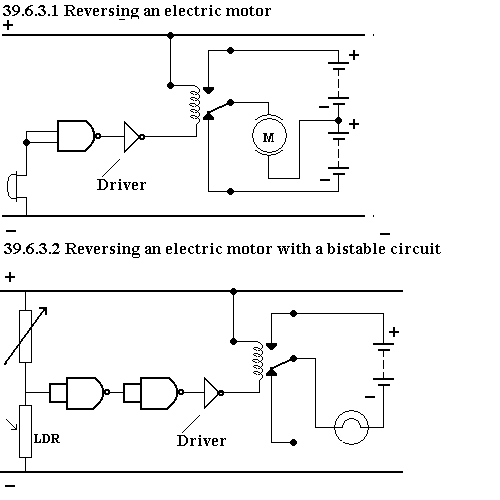 39.6.3.1 Reversing an electric motor
+
+
−
+
M
Driver
−
−
−
39.6.3.2 Reversing an electric motor with a bistable circuit
+
+
−
Driver
LDR
−